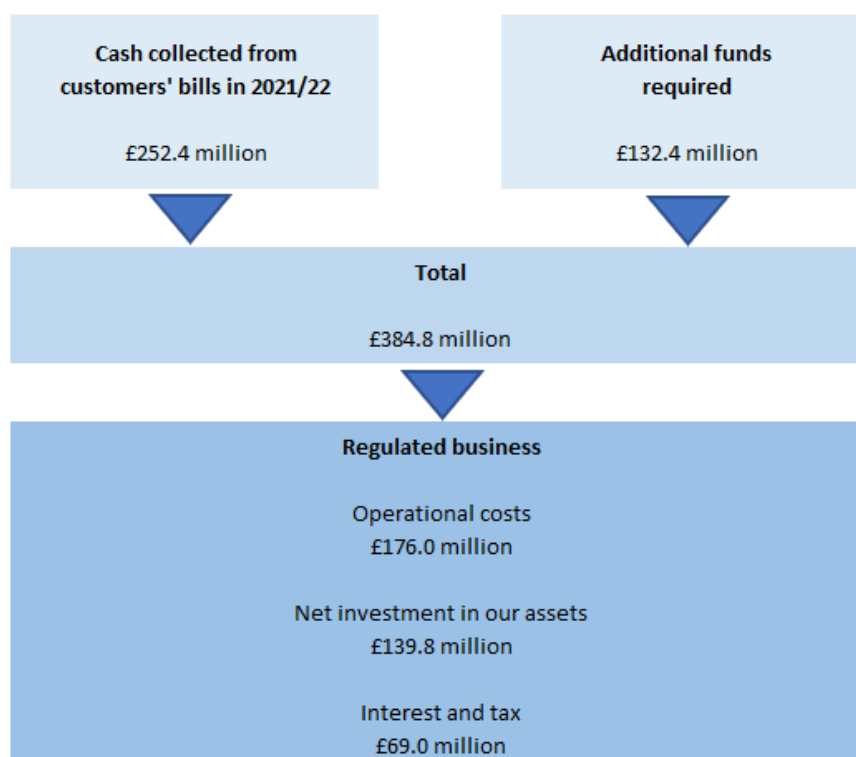 Cash collected from
customers' bills in 2021/22
£252.4 million
Additional funds
required
£132.4 million
Total
£384.8 million
Regulated business
Operational costs
£176.0 million
Net investment in our assets
£139.8 million
Interest and tax
£69.0 million